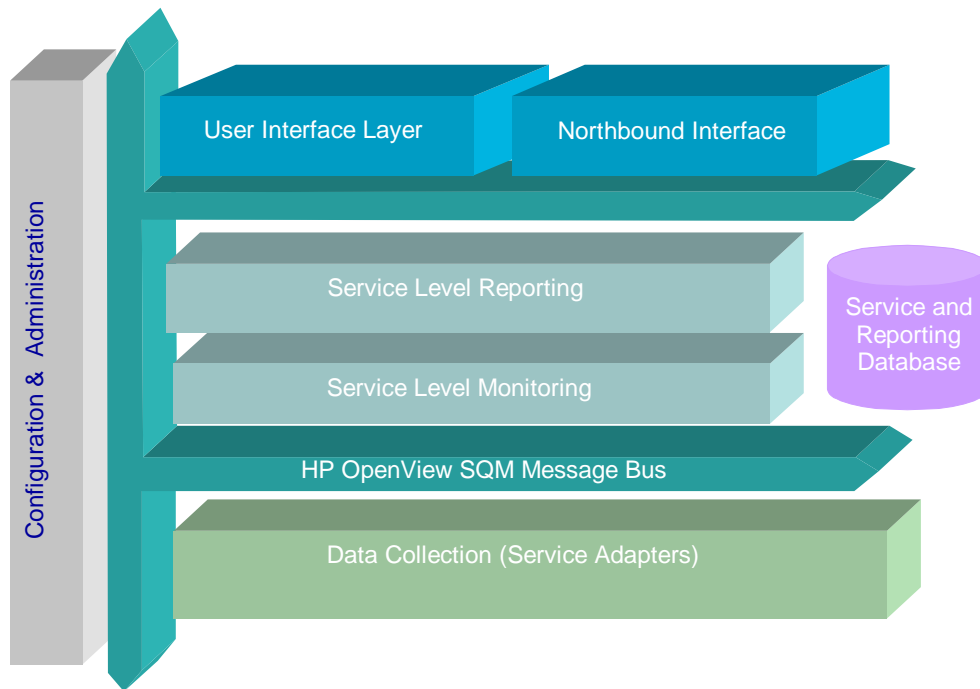 User Interface Layer
Northbound Interface
Configuration & Administration
Service Level Reporting
Service and
Reporting
Database
Service Level Monitoring
HP OpenView SQM Message Bus
Data Collection (Service Adapters)